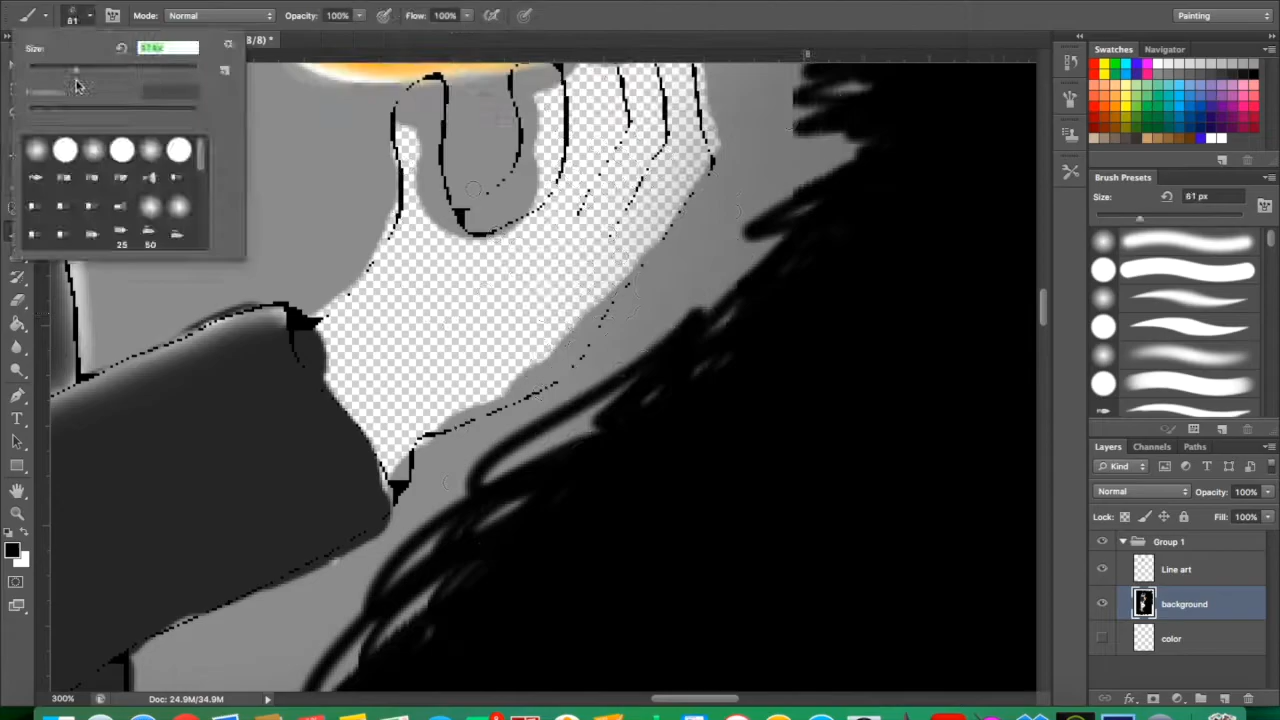 81 Mode: Normal Opacity: 100% Flow: 100% Painting
Size:
/8) *
25 50
Swatches Navigator
Brush Presets
Size: 81 px
Layers Channels Paths
Kind
Normal Opacity: 100%
Lock: Fill: 100%
Group 1
Line art
background
color
300% Doc: 24.9M/34.9M